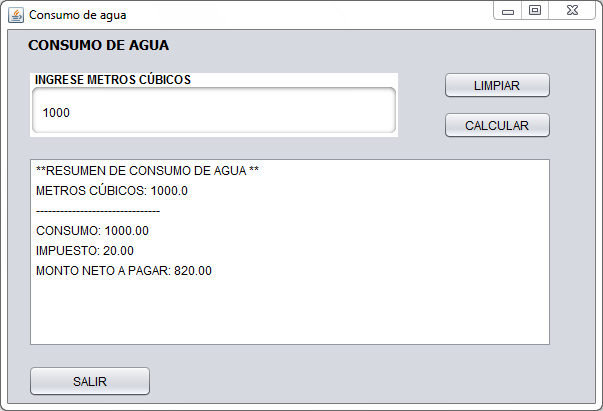 Consumo de agua
CONSUMO DE AGUA
INGRESE METROS CÚBICOS
1000
LIMPIAR
CALCULAR
**RESUMEN DE CONSUMO DE AGUA **
METROS CÚBICOS: 1000.0
-------------------------------
CONSUMO: 1000.00
IMPUESTO: 20.00
MONTO NETO A PAGAR: 820.00
SALIR